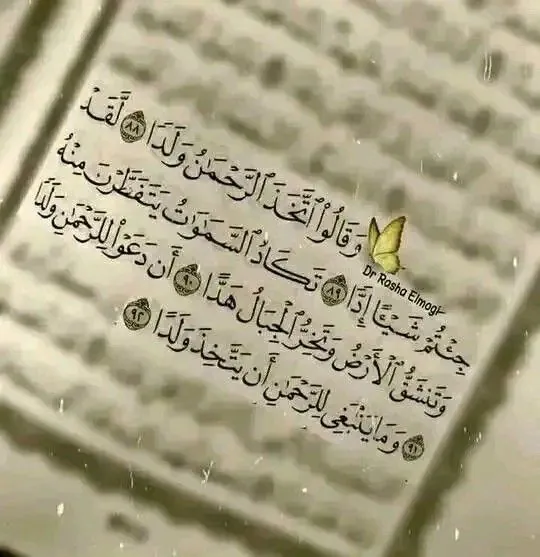 وَقَالُوا۟ ٱتَّخَذَ ٱلرَّحْمَـٰنُ وَلَدًا ٨٨ لَّقَدْ
جِئْتُمْ شَيْـًٔا إِدًّا ٨٩ تَكَادُ ٱلسَّمَـٰوَٰتُ يَتَفَطَّرْنَ مِنْهُ
وَتَنشَقُّ ٱلْأَرْضُ وَتَخِرُّ ٱلْجِبَالُ هَدًّا ٩٠ أَن دَعَوْا۟ لِلرَّحْمَـٰنِ وَلَدًا
٩١ وَمَا يَنۢبَغِى لِلرَّحْمَـٰنِ أَن يَتَّخِذَ وَلَدًا ٩٢
Dr Rosha Elmogi